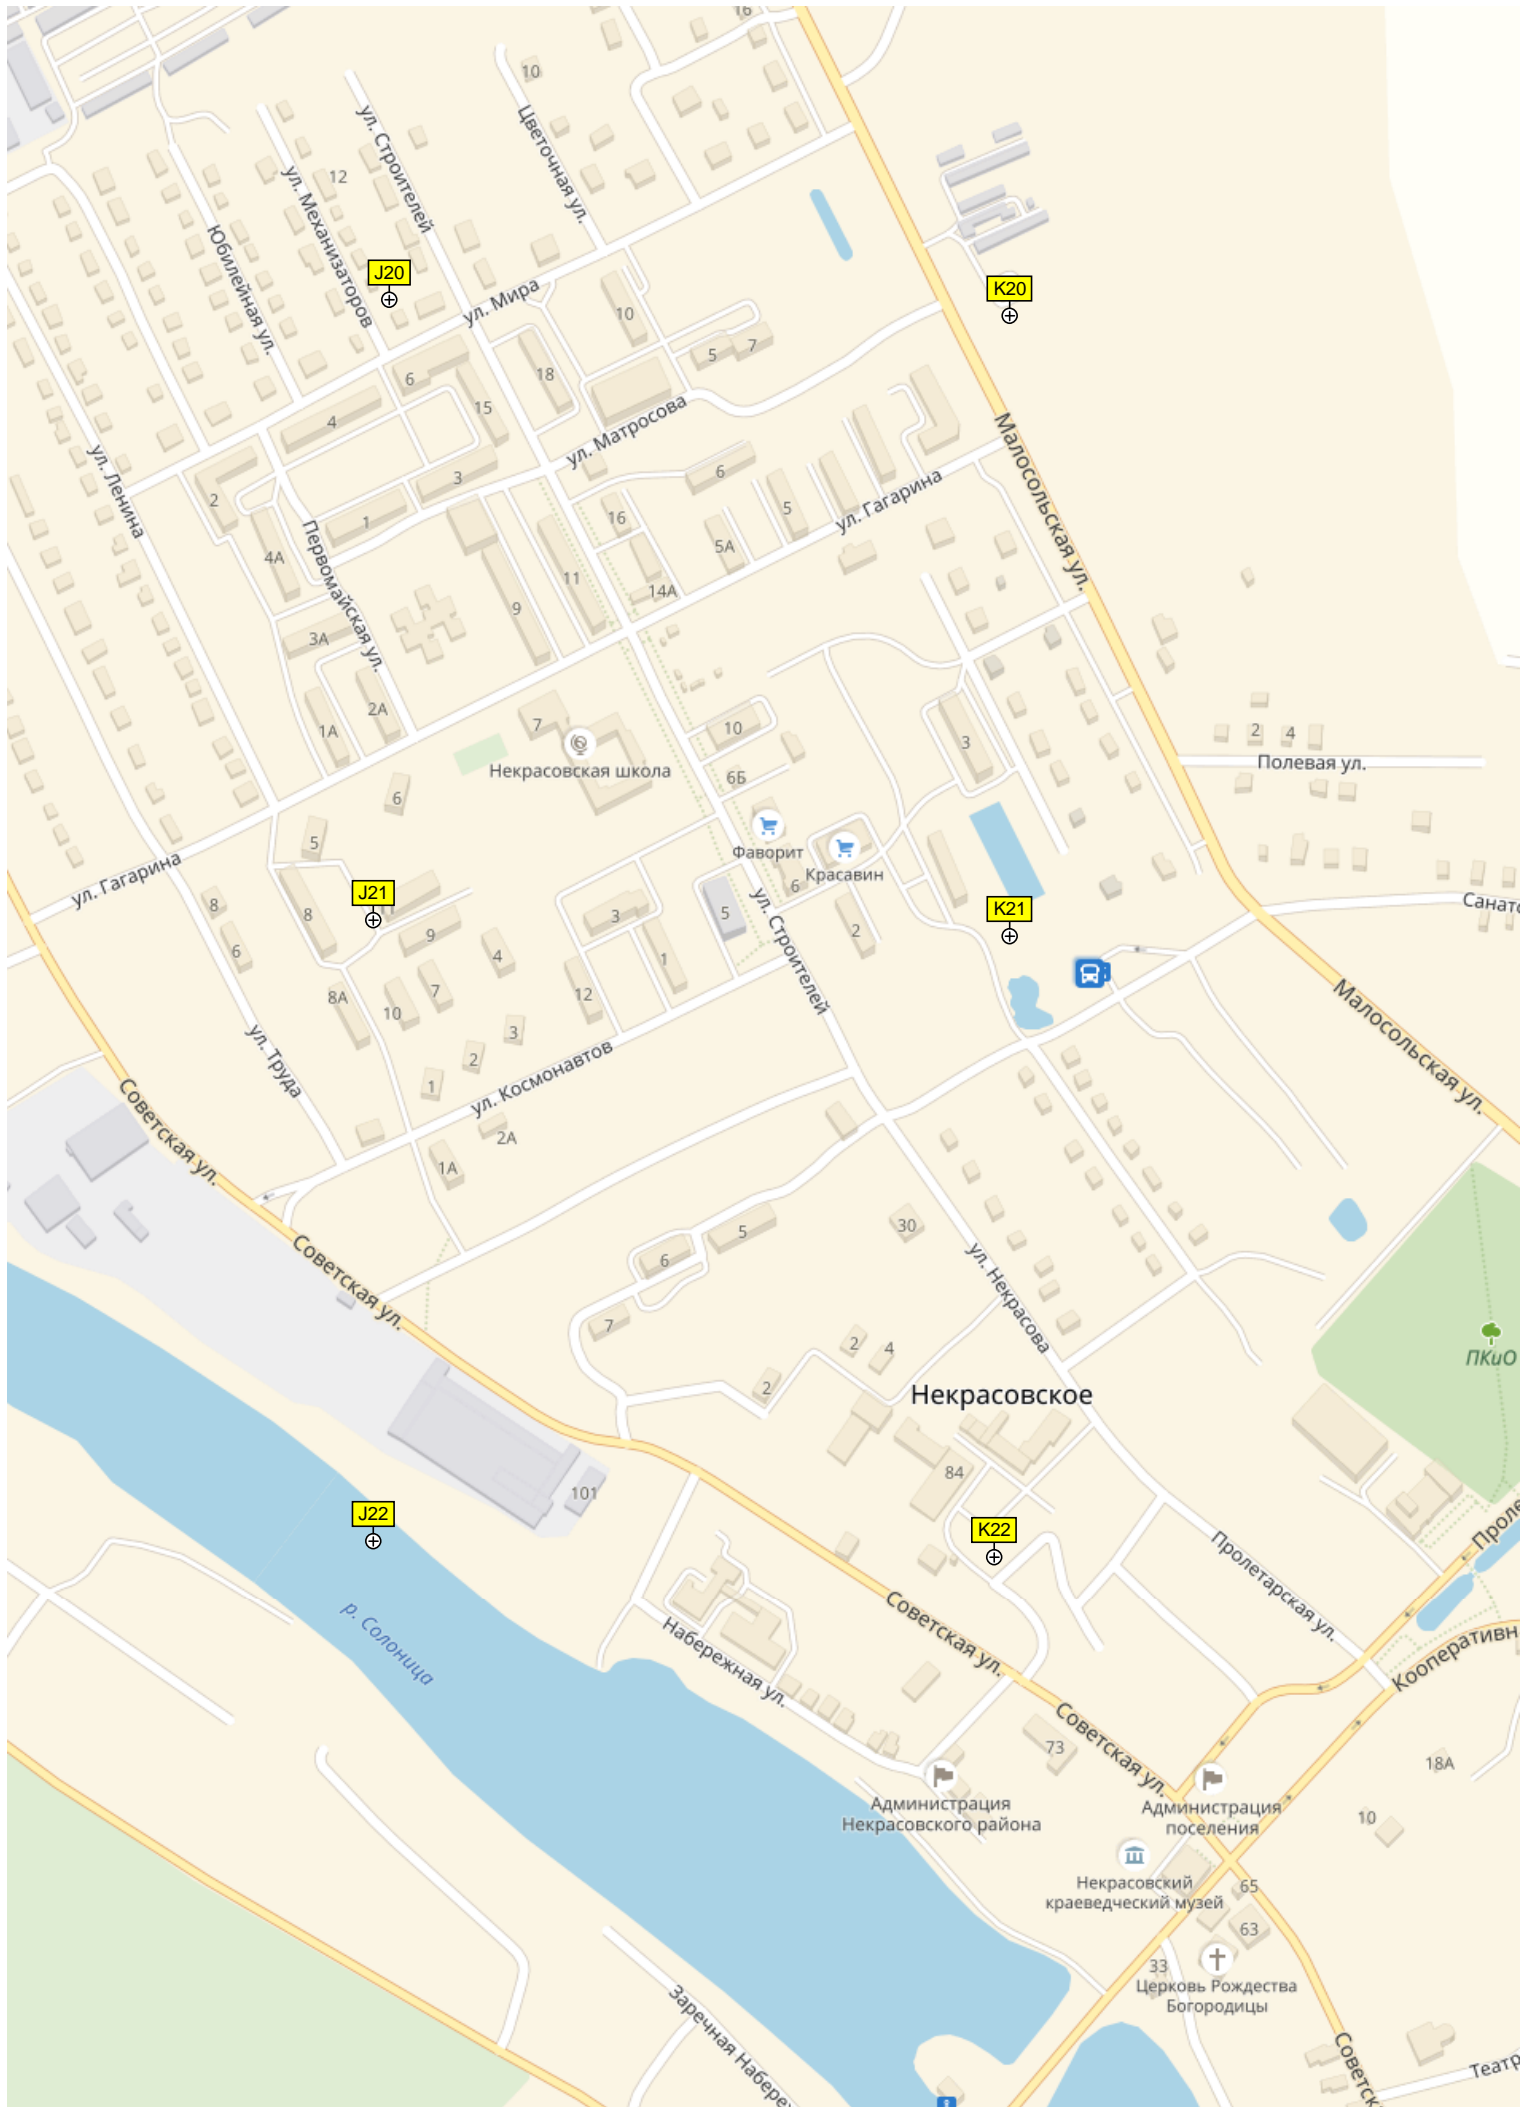 16
10
ул. Строителей
Цветочная ул.
12
ул. Механизаторов
Юбилейная ул.
J20
K20
ул. Мира
10
5
7
6
18
15
4
ул. Матросова
Малосольская ул.
ул. Ленина
3
6
2
ул. Гагарина
5
16
1
Первомайская ул.
5А
4А
11
14А
9
3А
2А
1А
7
10
3
2
4
Полевая ул.
Некрасовская школа
6Б
6
Фаворит
5
Красавин
ул. Гагарина
6
J21
8
8
ул. Строителей
3
5
K21
Санато
9
2
6
4
1
7
12
8А
10
Малосольская ул.
3
ул. Труда
2
ул. Космонавтов
1
Советская ул.
2А
1А
30
5
Советская ул.
6
ул. Некрасова
7
2
4
ПКиО
2
Некрасовское
84
101
J22
K22
Проле
Пролетарская ул.
р. Солоница
Советская ул.
Набережная ул.
Кооперативн
Советская ул.
73
18А
Администрация
Некрасовского района
Администрация
поселения
10
Некрасовский
краеведческий музей
65
63
33
Церковь Рождества
Богородицы
Заречная Набере
Советск
Театр